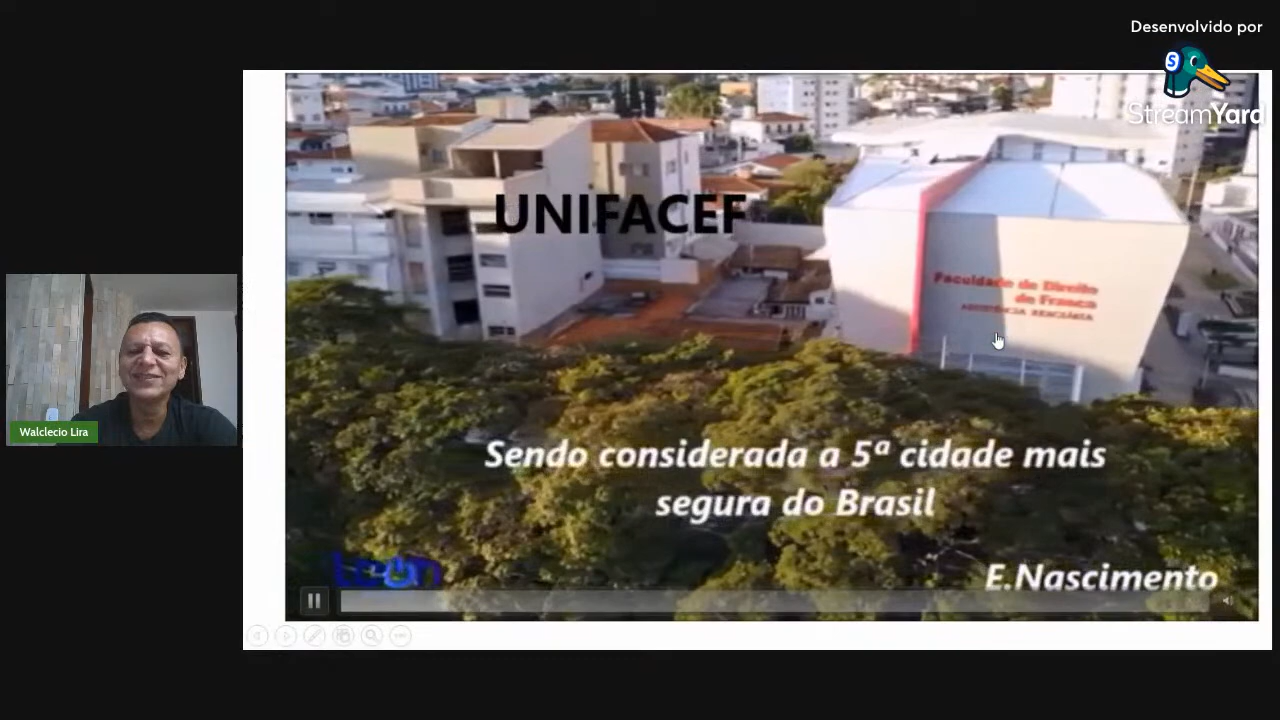 Desenvolvido por
StreamYard
UNIFACEF
Faculdade de Direito
de Franca
Sendo considerada a 5ª cidade mais
segura do Brasil
Walclecio Lira
E.Nascimento